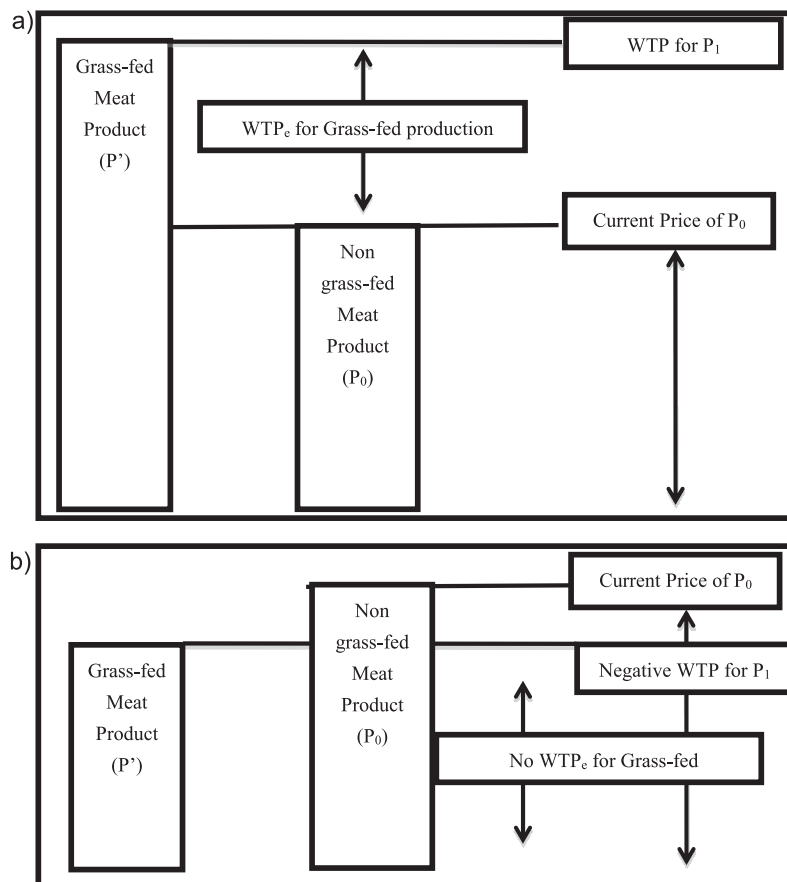 a)
WTP for P₁
Grass-fed
Meat
Product
(P’)
WTPₑ for Grass-fed production
Current Price of P₀
Non
grass-fed
Meat
Product
(P₀)
b)
Current Price of P₀
Non
grass-fed
Meat
Product
(P₀)
Grass-fed
Meat
Product
(P’)
Negative WTP for P₁
No WTPₑ for Grass-fed